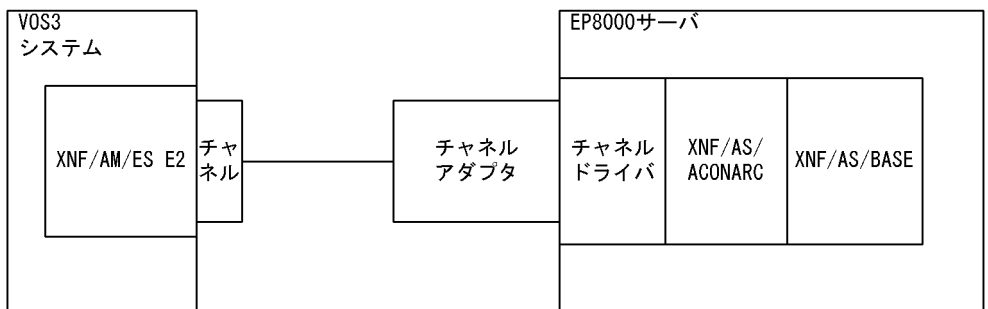 VOS3
システム
EP8000サーバ
XNF/AM/ES E2
チャ
ネル
チャネル
アダプタ
チャネル
ドライバ
XNF/AS/
ACONARC
XNF/AS/BASE